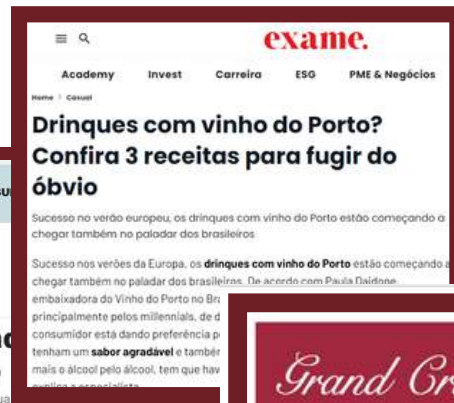 exame.
Academy Invest Carreira ESG PME & Negócios
Home > Casual
Drinques com vinho do Porto?
Confira 3 receitas para fugir do
óbvio
Sucesso no verão europeu, os drinques com vinho do Porto estão começando a
chegar também no paladar dos brasileiros
Sucesso nos verões da Europa, os drinques com vinho do Porto estão começando a
chegar também no paladar dos brasileiros. De acordo com Paula Daidone,
embaixadora do Vinho do Porto no
principalmente pelos millennials, de
consumidor está dando preferência
tenham um sabor agradável e
mais o álcool pelo álcool, tem que
explica a especialista
Grand